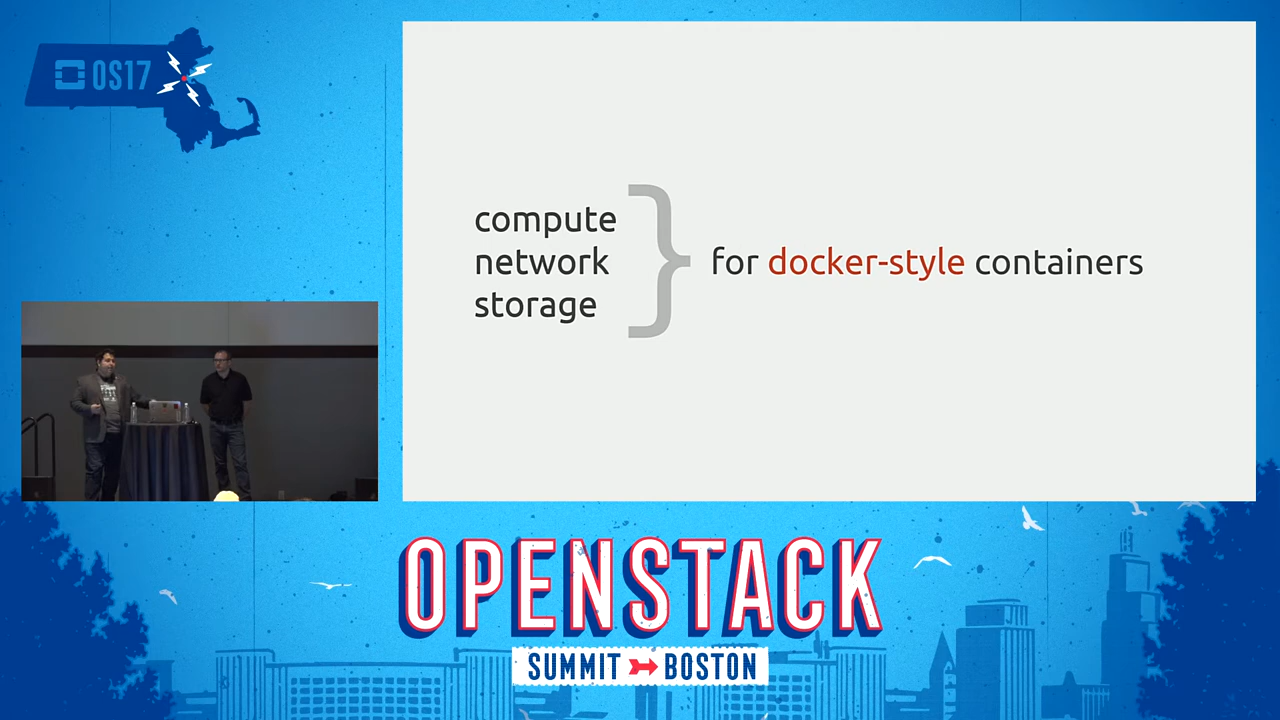 OS17
compute
network
storage
} for docker-style containers
OPENSTACK
SUMMIT BOSTON